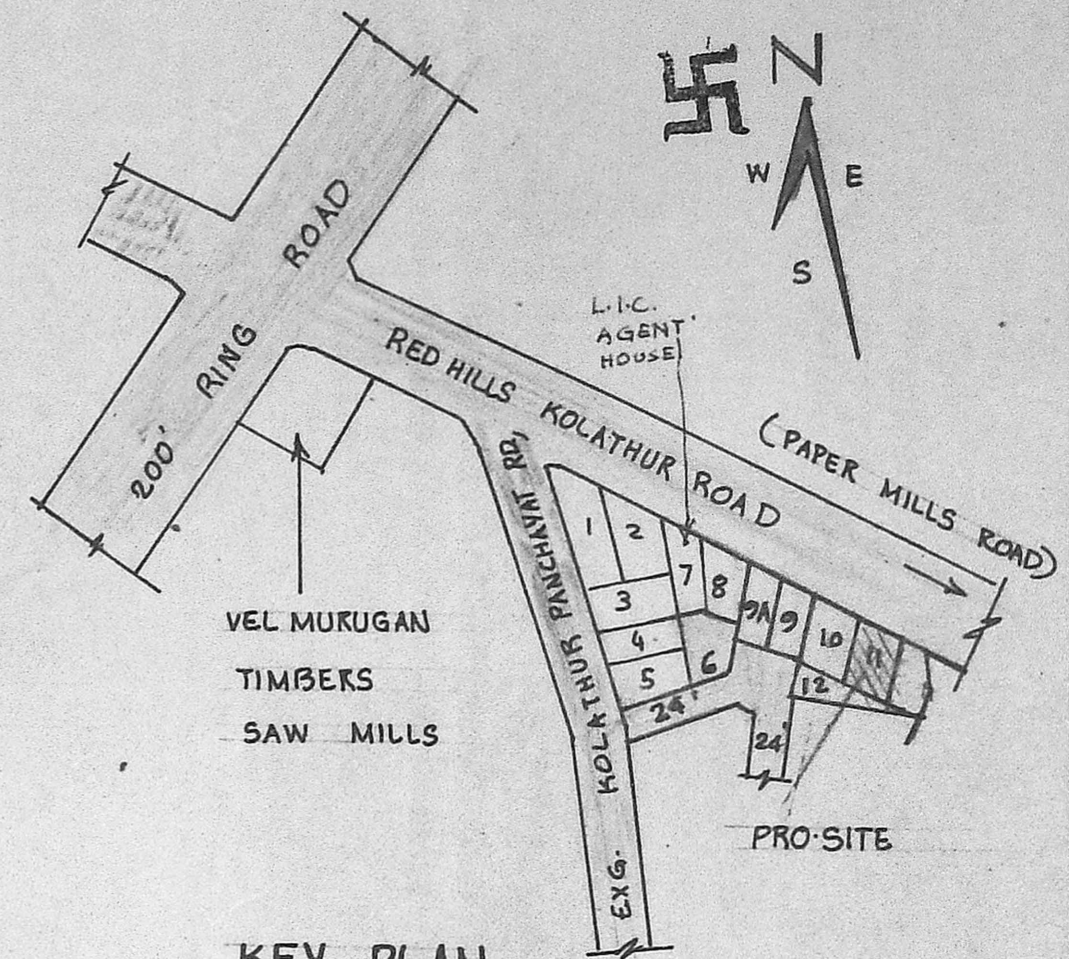 N
W
E
S
L.I.C.
AGENT
HOUSE
200' RING ROAD
RED HILLS KOLATHUR ROAD
(PAPER MILLS ROAD)
EXG. KOLATHUR PANCHAYAT RD,
1
2
3
4
5
6
7
8
9A
9
10
11
12
24'
24'
VEL MURUGAN
TIMBERS
SAW MILLS
PRO.SITE
KEY PLAN